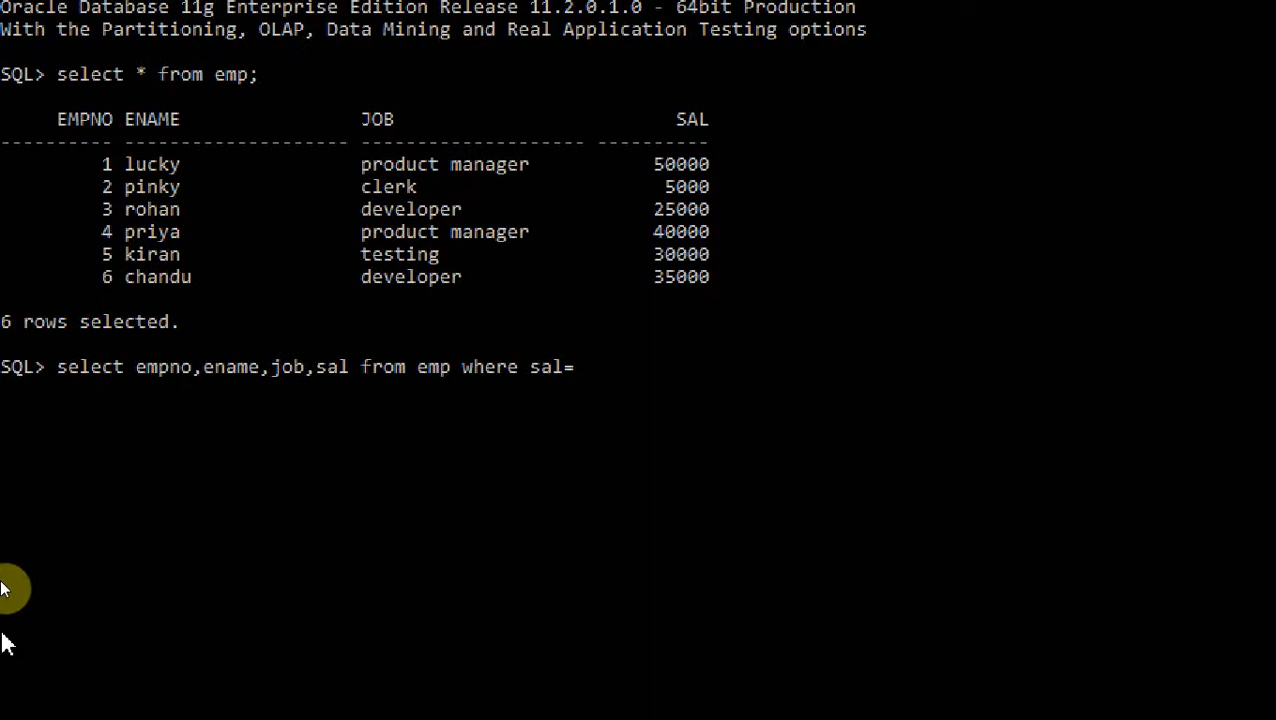 Oracle Database 11g Enterprise Edition Release 11.2.0.1.0 - 64bit Production
With the Partitioning, OLAP, Data Mining and Real Application Testing options
SQL> select * from emp;
     EMPNO ENAME                JOB                         SAL
---------- -------------------- -------------------- ----------
         1 lucky                product manager           50000
         2 pinky                clerk                      5000
         3 rohan                developer                 25000
         4 priya                product manager           40000
         5 kiran                testing                   30000
         6 chandu               developer                 35000
6 rows selected.
SQL> select empno,ename,job,sal from emp where sal=